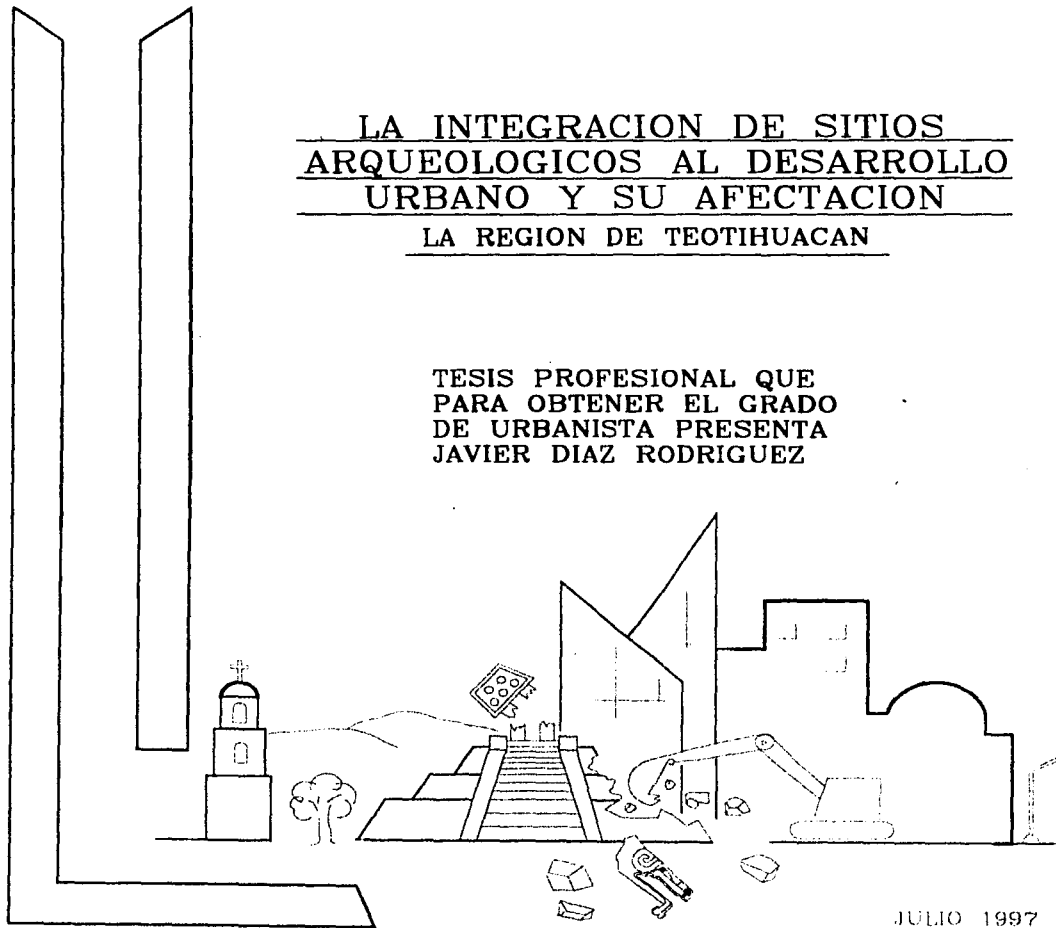 LA INTEGRACION DE SITIOS
ARQUEOLOGICOS AL DESARROLLO
URBANO Y SU AFECTACION
LA REGION DE TEOTIHUACAN
TESIS PROFESIONAL QUE
PARA OBTENER EL GRADO
DE URBANISTA PRESENTA
JAVIER DIAZ RODRIGUEZ
JULIO 1997